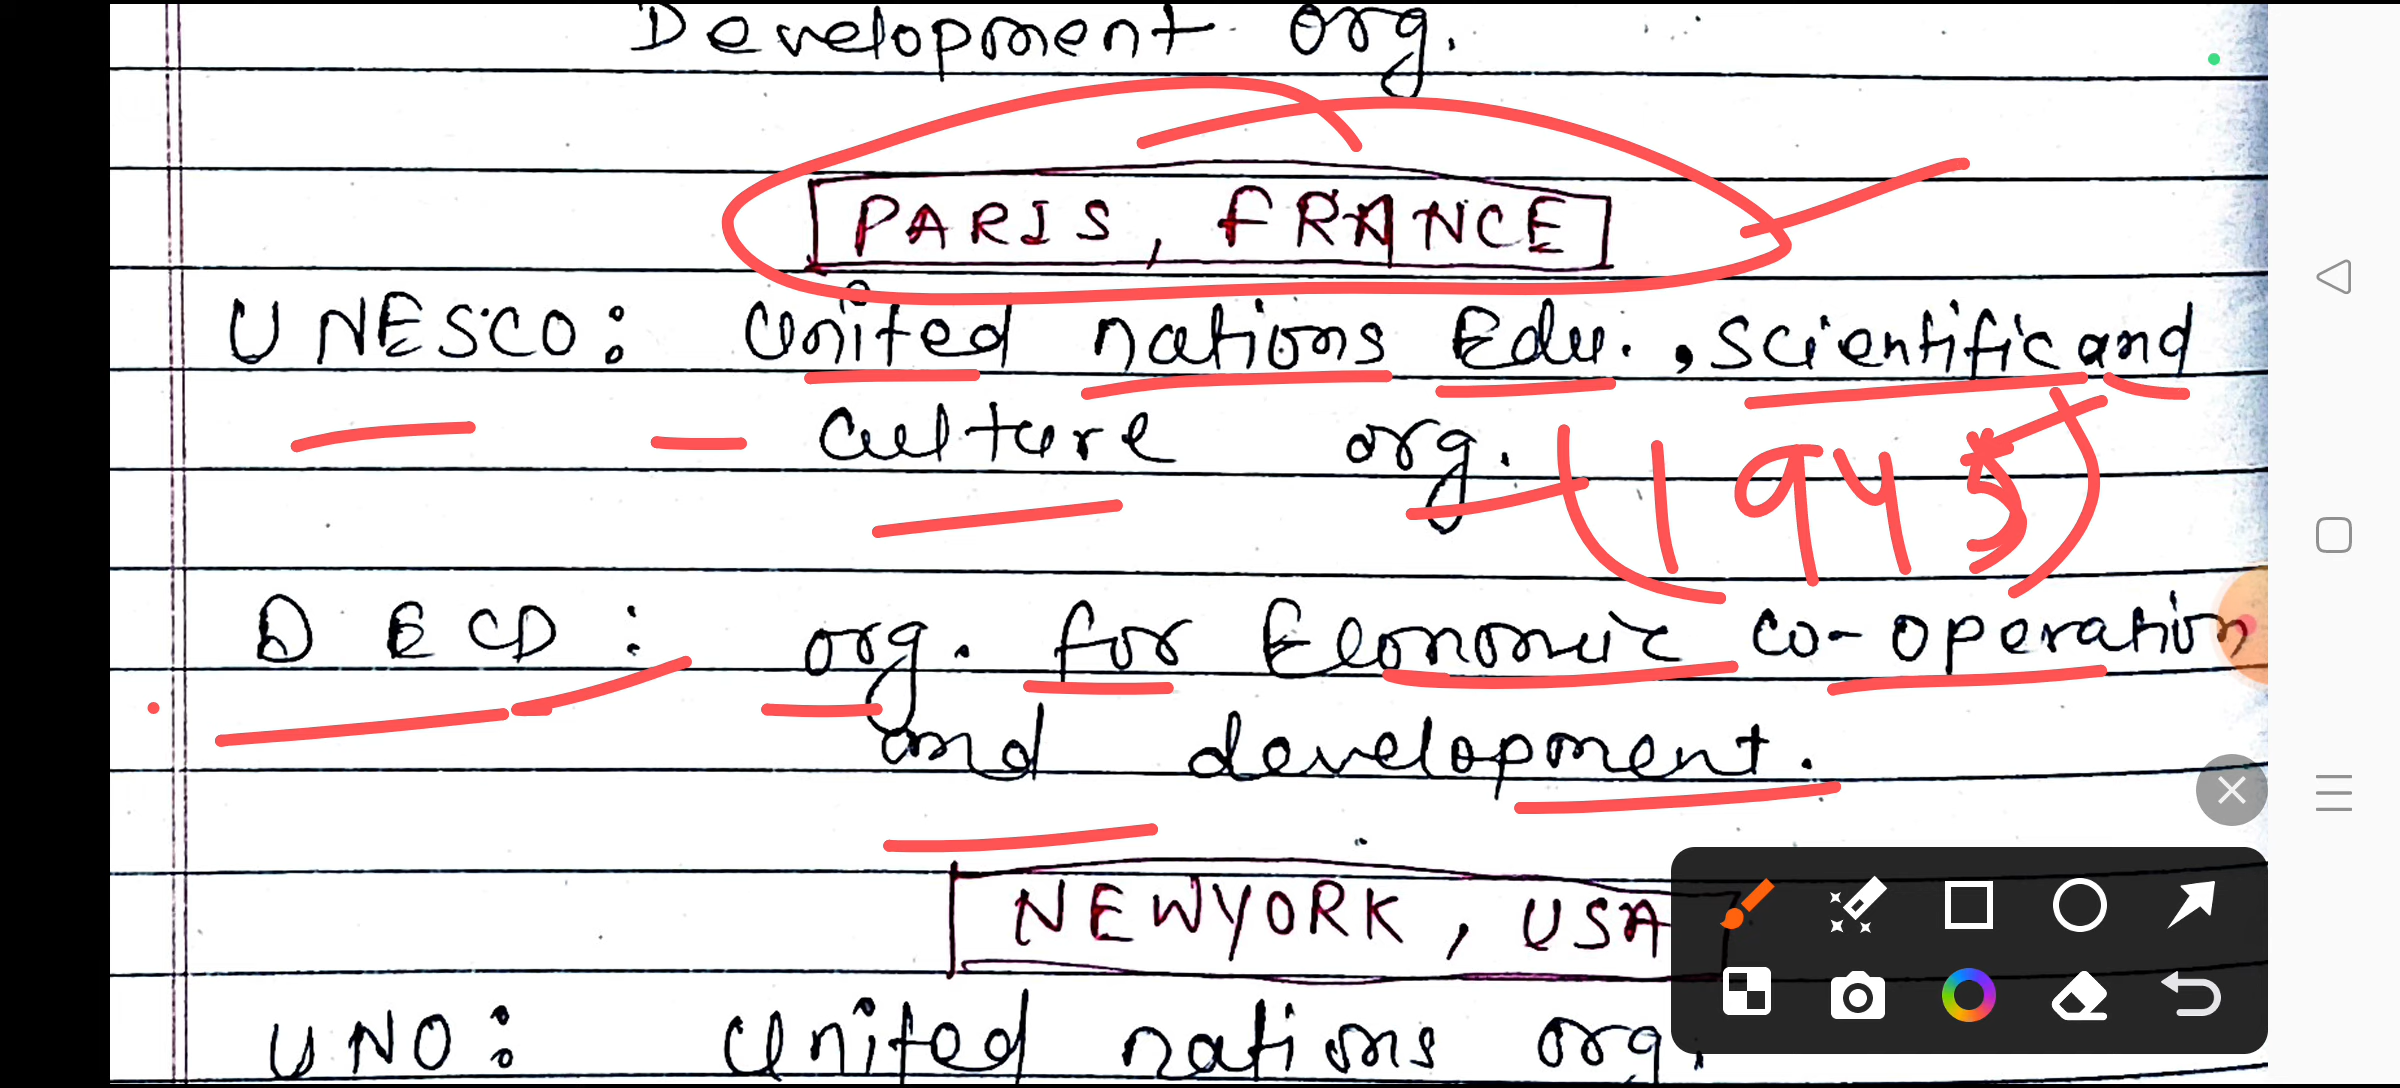 Development org.
PARIS, FRANCE
UNESCO: United nations Edu., scientific and
culture org. (1945)
OECD: org. for Economic co-operation
and development.
NEWYORK, USA
UNO: United nations org.